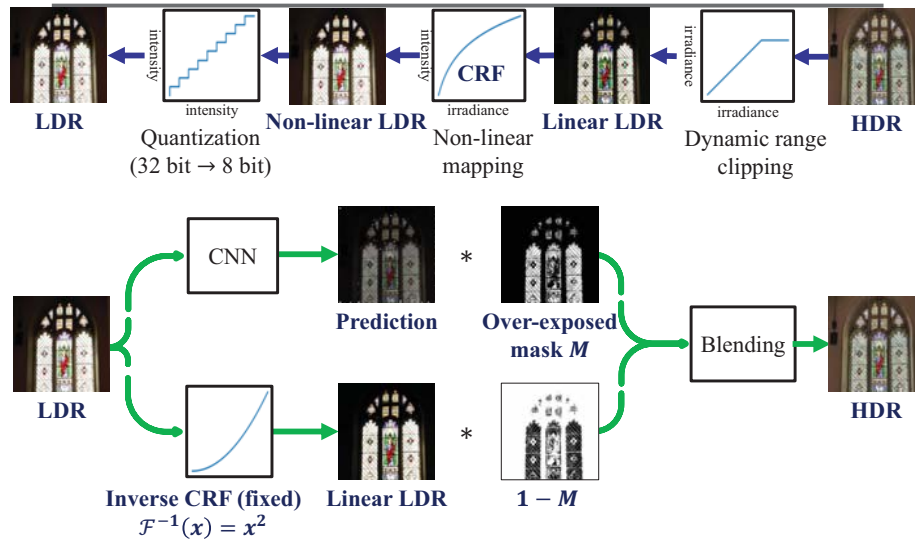 intensity
intensity
irradiance
CRF
intensity
irradiance
irradiance
LDR
Quantization
(32 bit → 8 bit)
Non-linear LDR
Non-linear
mapping
Linear LDR
Dynamic range
clipping
HDR
CNN
*
Prediction
Over-exposed
mask M
LDR
Blending
HDR
*
Inverse CRF (fixed)
ℱ⁻¹(x) = x²
Linear LDR
1 − M